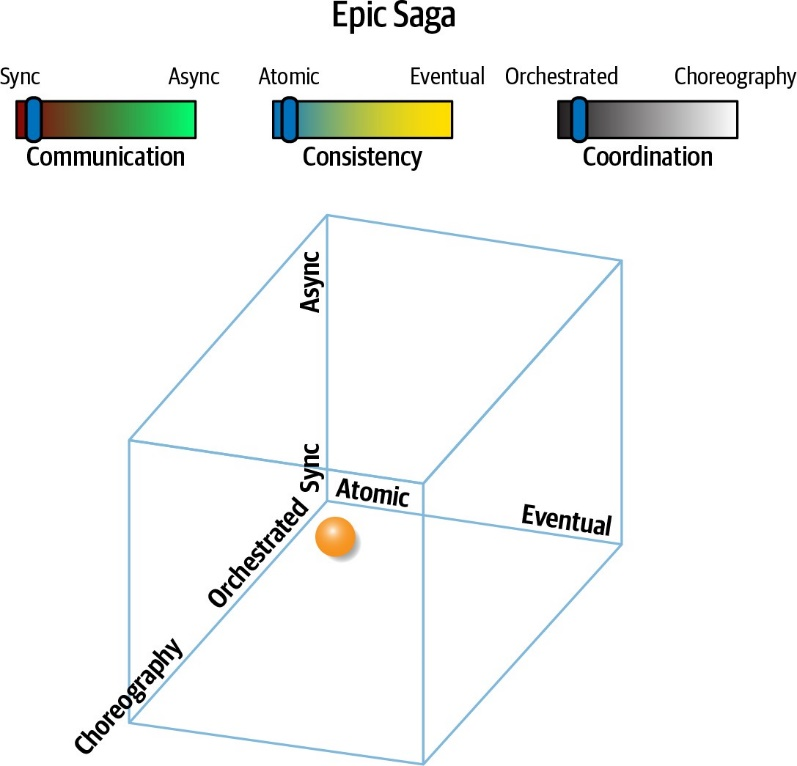 Epic Saga
Sync Async Atomic Eventual Orchestrated Choreography
Communication Consistency Coordination
Async
Sync
Atomic
Eventual
Orchestrated
Choreography